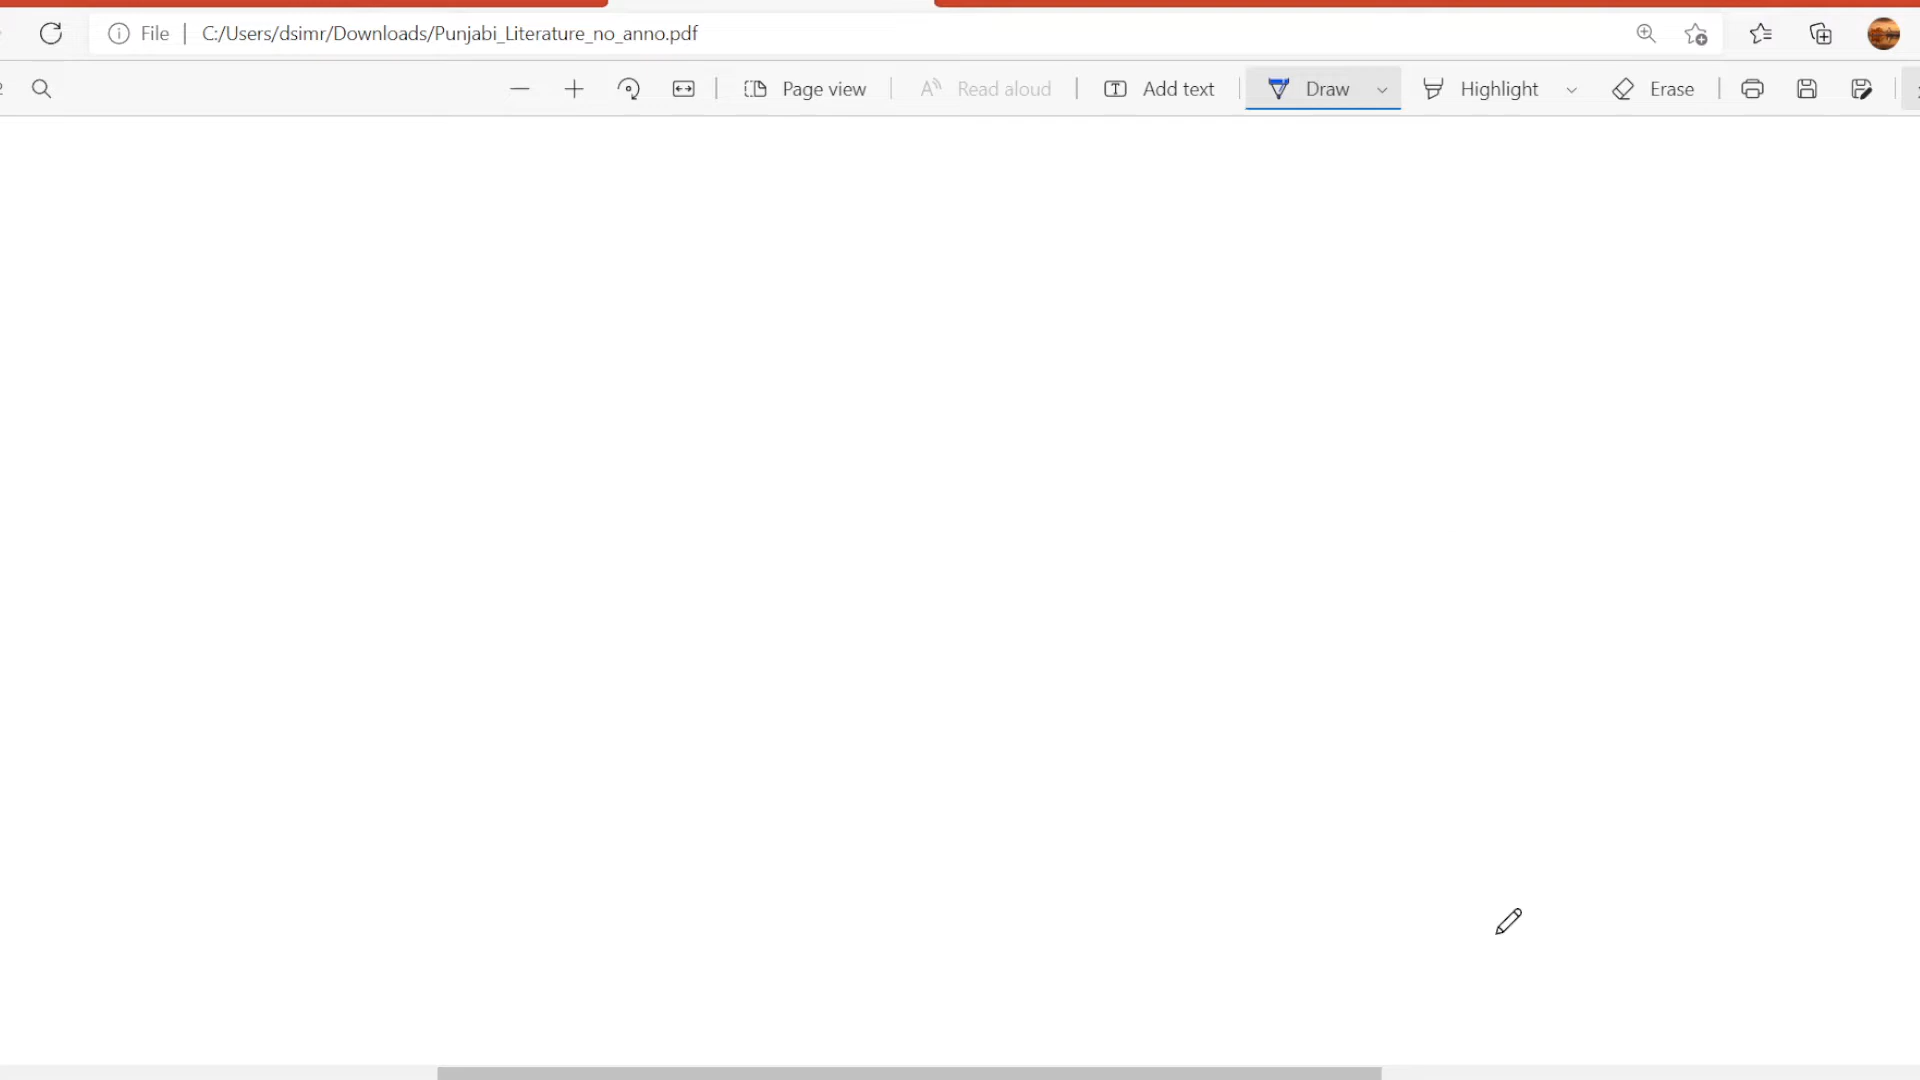 File | C:/Users/dsimr/Downloads/Punjabi_Literature_no_anno.pdf
Page view | Read aloud | Add text | Draw Highlight Erase